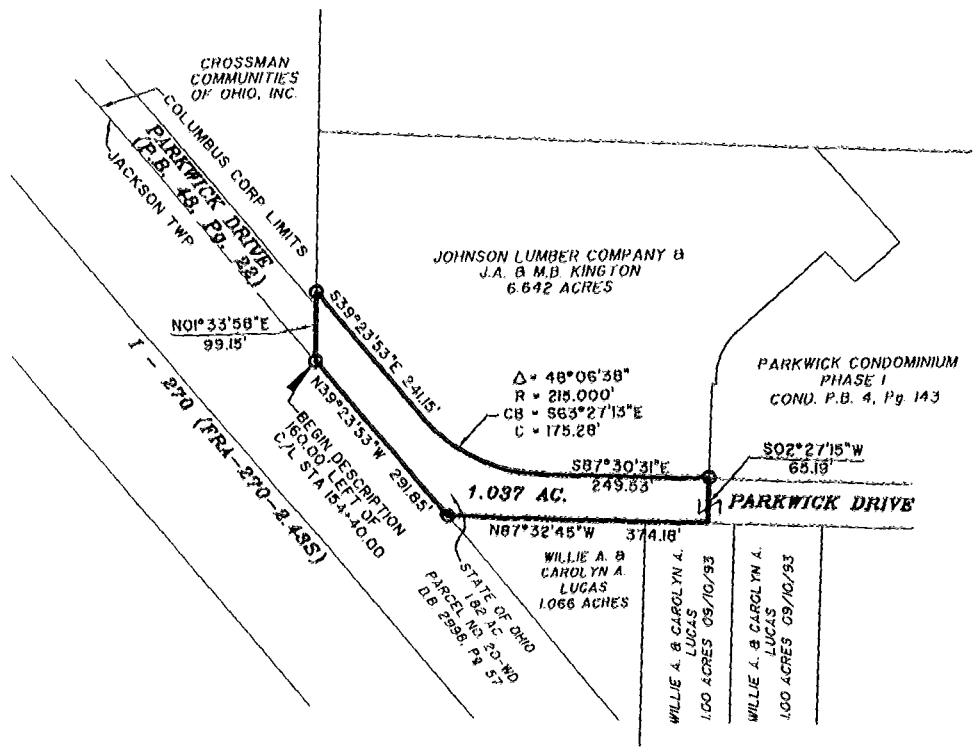 CROSSMAN
COMMUNITIES
OF OHIO, INC.
COLUMBUS CORP LIMITS
PARKWICK DRIVE
(P.B. 48, Pg. 22)
JACKSON TWP
JOHNSON LUMBER COMPANY &
J.A. & M.B. KINGTON
6.642 ACRES
N01°33'58"E
99.15'
S39°23'53"E 241.15'
Δ = 48°06'38"
R = 215.000'
CB = S63°27'13"E
C = 175.28'
PARKWICK CONDOMINIUM
PHASE I
COND. P.B. 4, Pg. 143
I - 270 (FRA-270-2.49S)
N39°23'53"W 291.85'
BEGIN DESCRIPTION
160.00' LEFT OF
C/L STA 154+40.00
S87°30'31"E
249.53'
S02°27'15"W
65.19'
1.037 AC.
PARKWICK DRIVE
N87°32'45"W 374.18'
STATE OF OHIO
1.82 AC.
PARCEL NO. 20-WD
D.B. 2998, Pg 57
WILLIE A. &
CAROLYN A.
LUCAS
1.066 ACRES
WILLIE A. & CAROLYN A.
LUCAS
1.00 ACRES 09/10/93
WILLIE A. & CAROLYN A.
LUCAS
1.00 ACRES 09/10/93